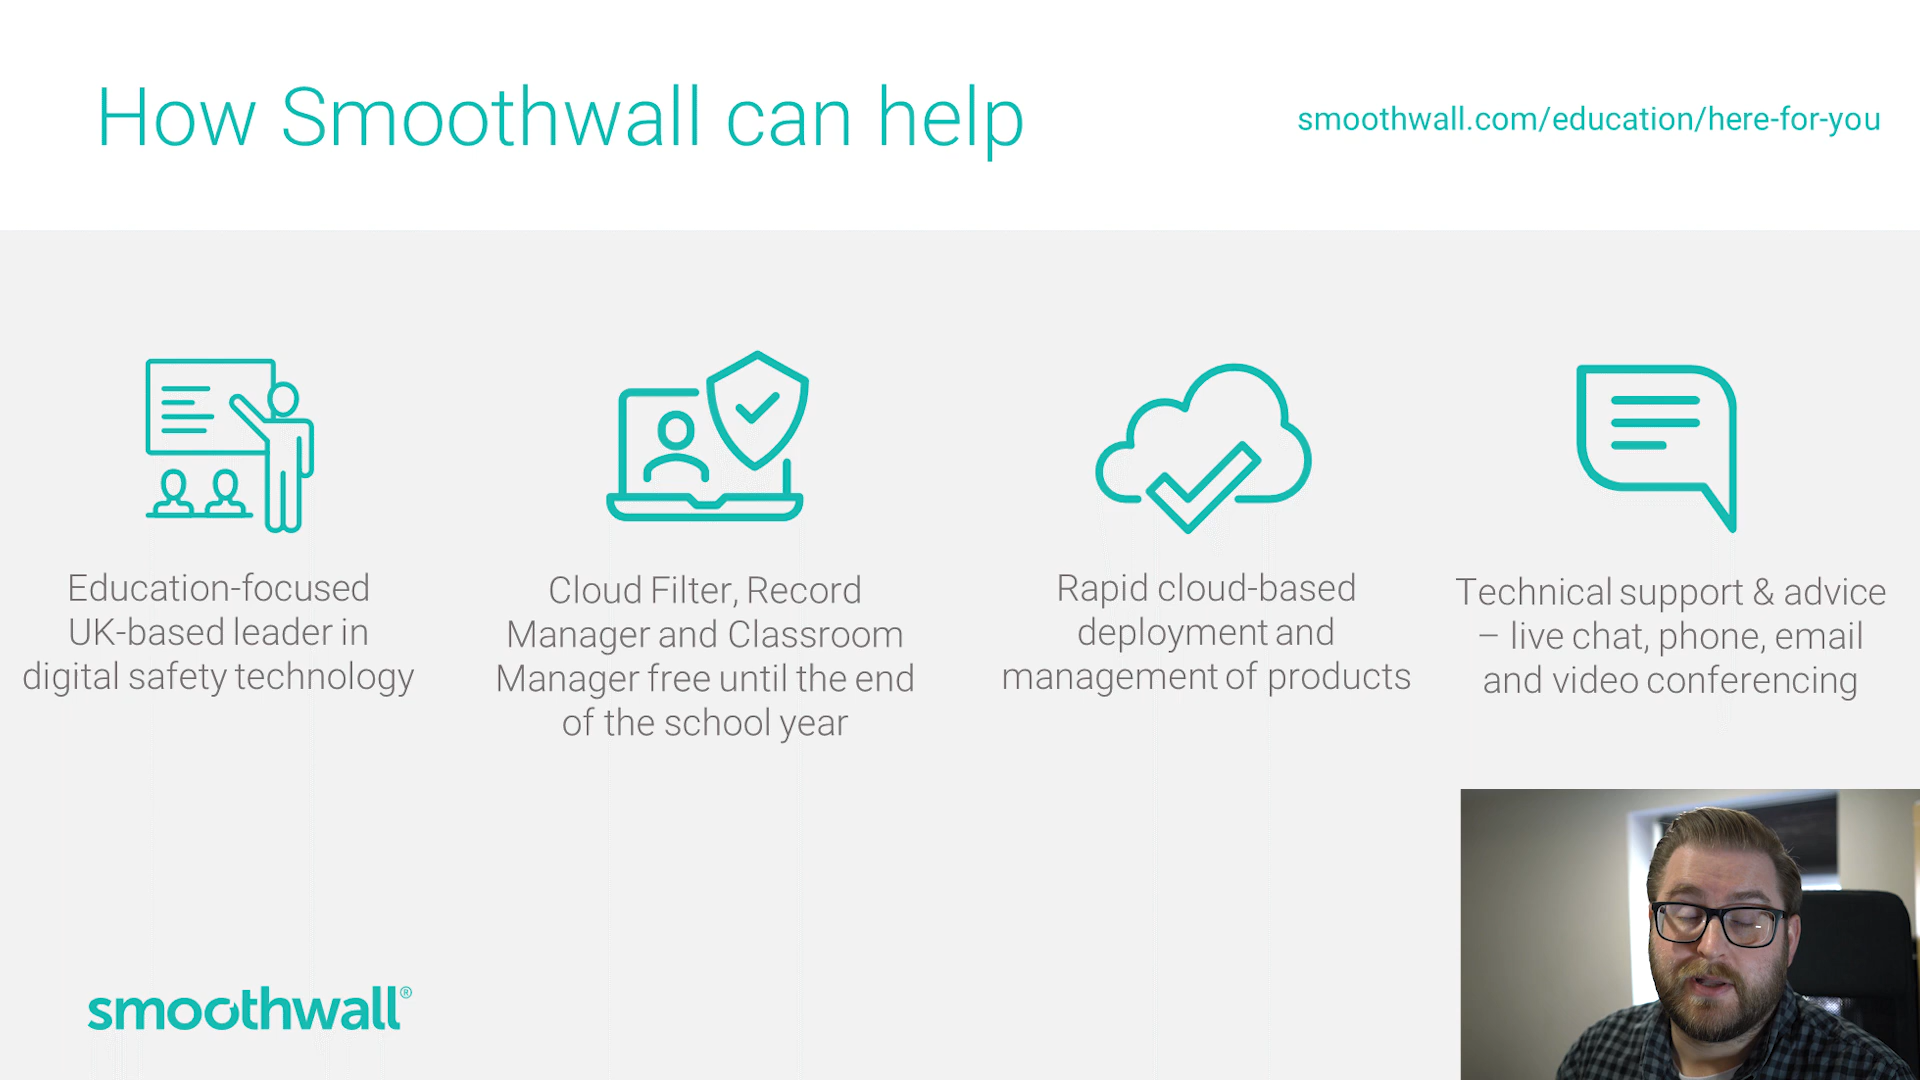 How Smoothwall can help
smoothwall.com/education/here-for-you
Education-focused
UK-based leader in
digital safety technology
Cloud Filter, Record
Manager and Classroom
Manager free until the end
of the school year
Rapid cloud-based
deployment and
management of products
Technical support & advice
– live chat, phone, email
and video conferencing
smoothwall®